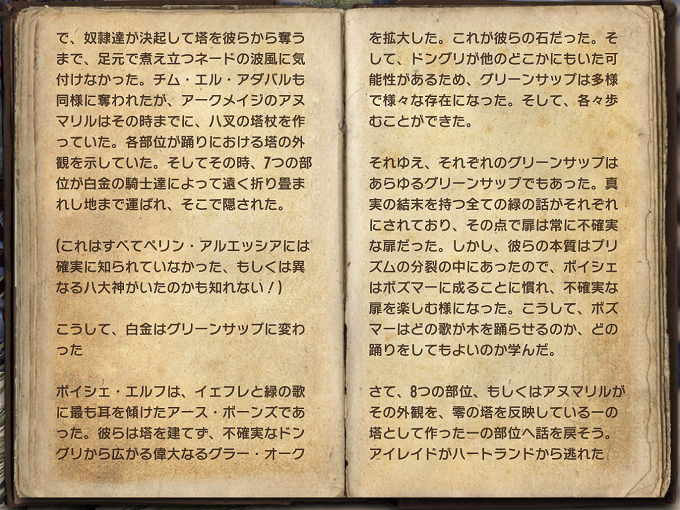 で、奴隷達が決起して塔を彼らから奪う
まで、足元で煮え立つネードの波風に気
付けなかった。チム・エル・アダバルも
同様に奪われたが、アークメイジのアヌ
マリルはその時までに、八叉の塔杖を作
っていた。各部位が踊りにおける塔の外
観を示していた。そしてその時、7つの部
位が白金の騎士達によって遠く折り畳ま
れし地まで運ばれ、そこで隠された。
(これはすべてペリン・アルエッシアには
確実に知られていなかった、もしくは異
なる八大神がいたのかも知れない！)
こうして、白金はグリーンサップに変わ
った
ボイシェ・エルフは、イェフレと緑の歌
に最も耳を傾けたアース・ボーンズであ
った。彼らは塔を建てず、不確実なドン
グリから広がる偉大なるグラー・オーク
を拡大した。これが彼らの石だった。そ
して、ドングリが他のどこかにもいた可
能性があるため、グリーンサップは多様
で様々な存在になった。そして、各々歩
むことができた。
それゆえ、それぞれのグリーンサップは
あらゆるグリーンサップでもあった。真
実の結末を持つ全ての緑の話がそれぞれ
にされており、その点で扉は常に不確実
な扉だった。しかし、彼らの本質はプリ
ズムの分裂の中にあったので、ボイシェ
はボズマーに成ることに慣れ、不確実な
扉を楽しむ様になった。こうして、ボズ
マーはどの歌が木を踊らせるのか、どの
踊りをしてもよいのか学んだ。
さて、8つの部位、もしくはアヌマリルが
その外観を、零の塔を反映している一の
塔として作った一の部位へ話を戻そう。
アイレイドがハートランドから逃れた